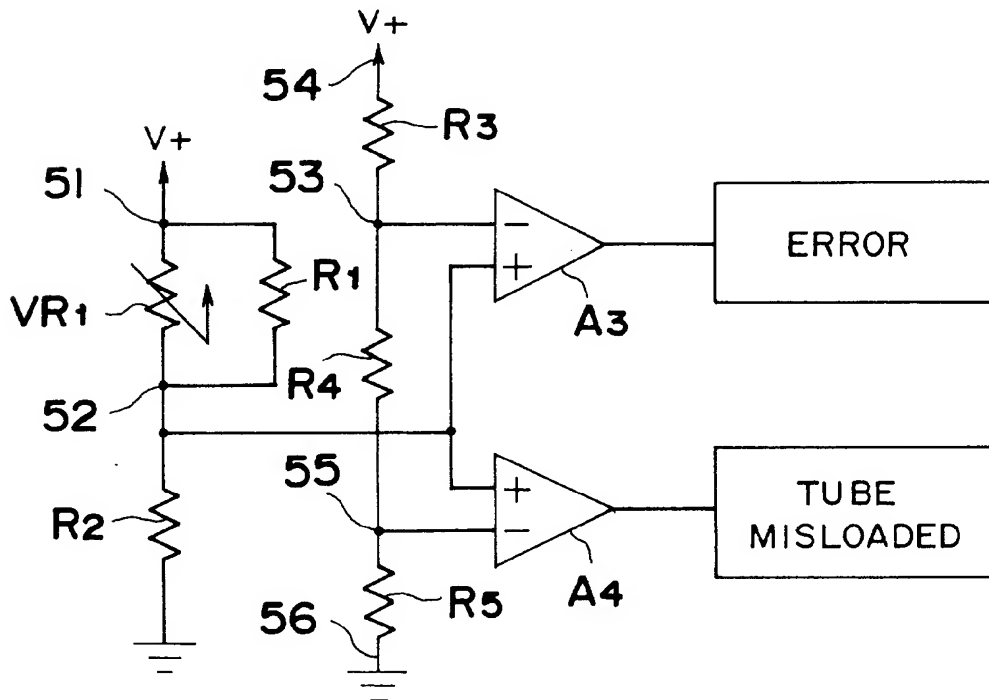 V+
54
R3
V+
51
53
−
ERROR
R1
+
VR1
A3
R4
52
55
+
TUBE
MISLOADED
R2
−
R5
A4
56